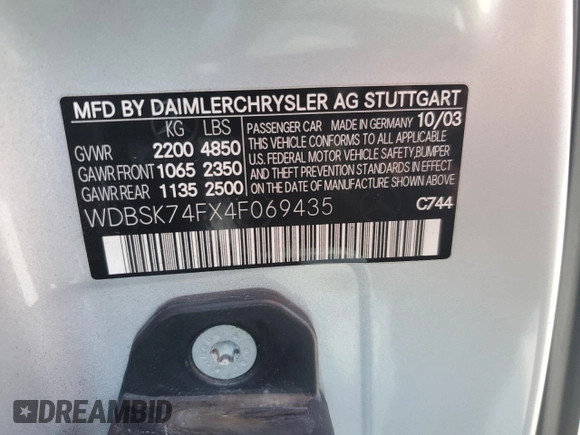 MFD BY DAIMLERCHRYSLER AG STUTTGART
KG LBS
GVWR 2200 4850
GAWR FRONT 1065 2350
GAWR REAR 1135 2500
PASSENGER CAR MADE IN GERMANY 10/03
THIS VEHICLE CONFORMS TO ALL APPLICABLE
U.S. FEDERAL MOTOR VEHICLE SAFETY, BUMPER
AND THEFT PREVENTION STANDARDS IN EFFECT
ON THE DATE OF MANUFACTURE SHOWN ABOVE.
WDBSK74FX4F069435
C744
DREAMBID